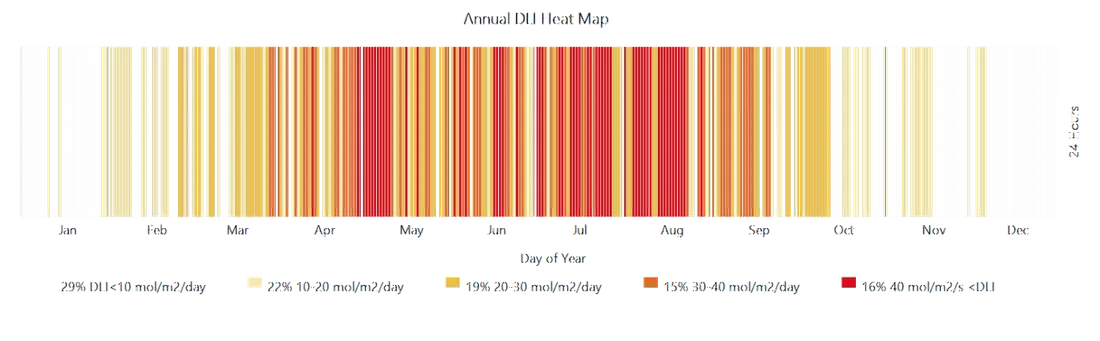 Annual DLI Heat Map
24 Hours
Jan Feb Mar Apr May Jun Jul Aug Sep Oct Nov Dec
Day of Year
29% DLI<10 mol/m2/day 22% 10-20 mol/m2/day 19% 20-30 mol/m2/day 15% 30-40 mol/m2/day 16% 40 mol/m2/s <DLI